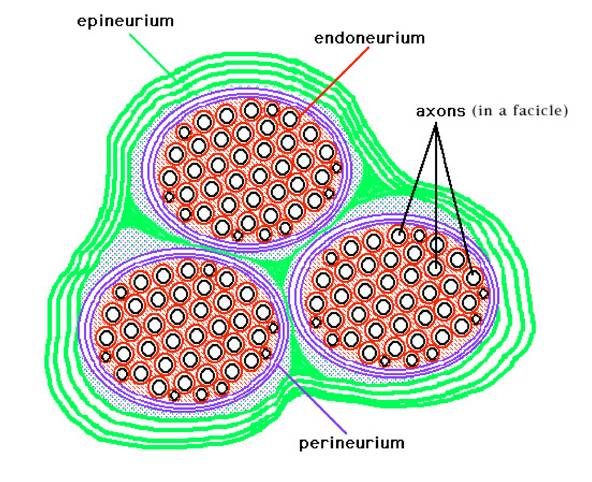 epineurium
endoneurium
axons (in a facicle)
perineurium